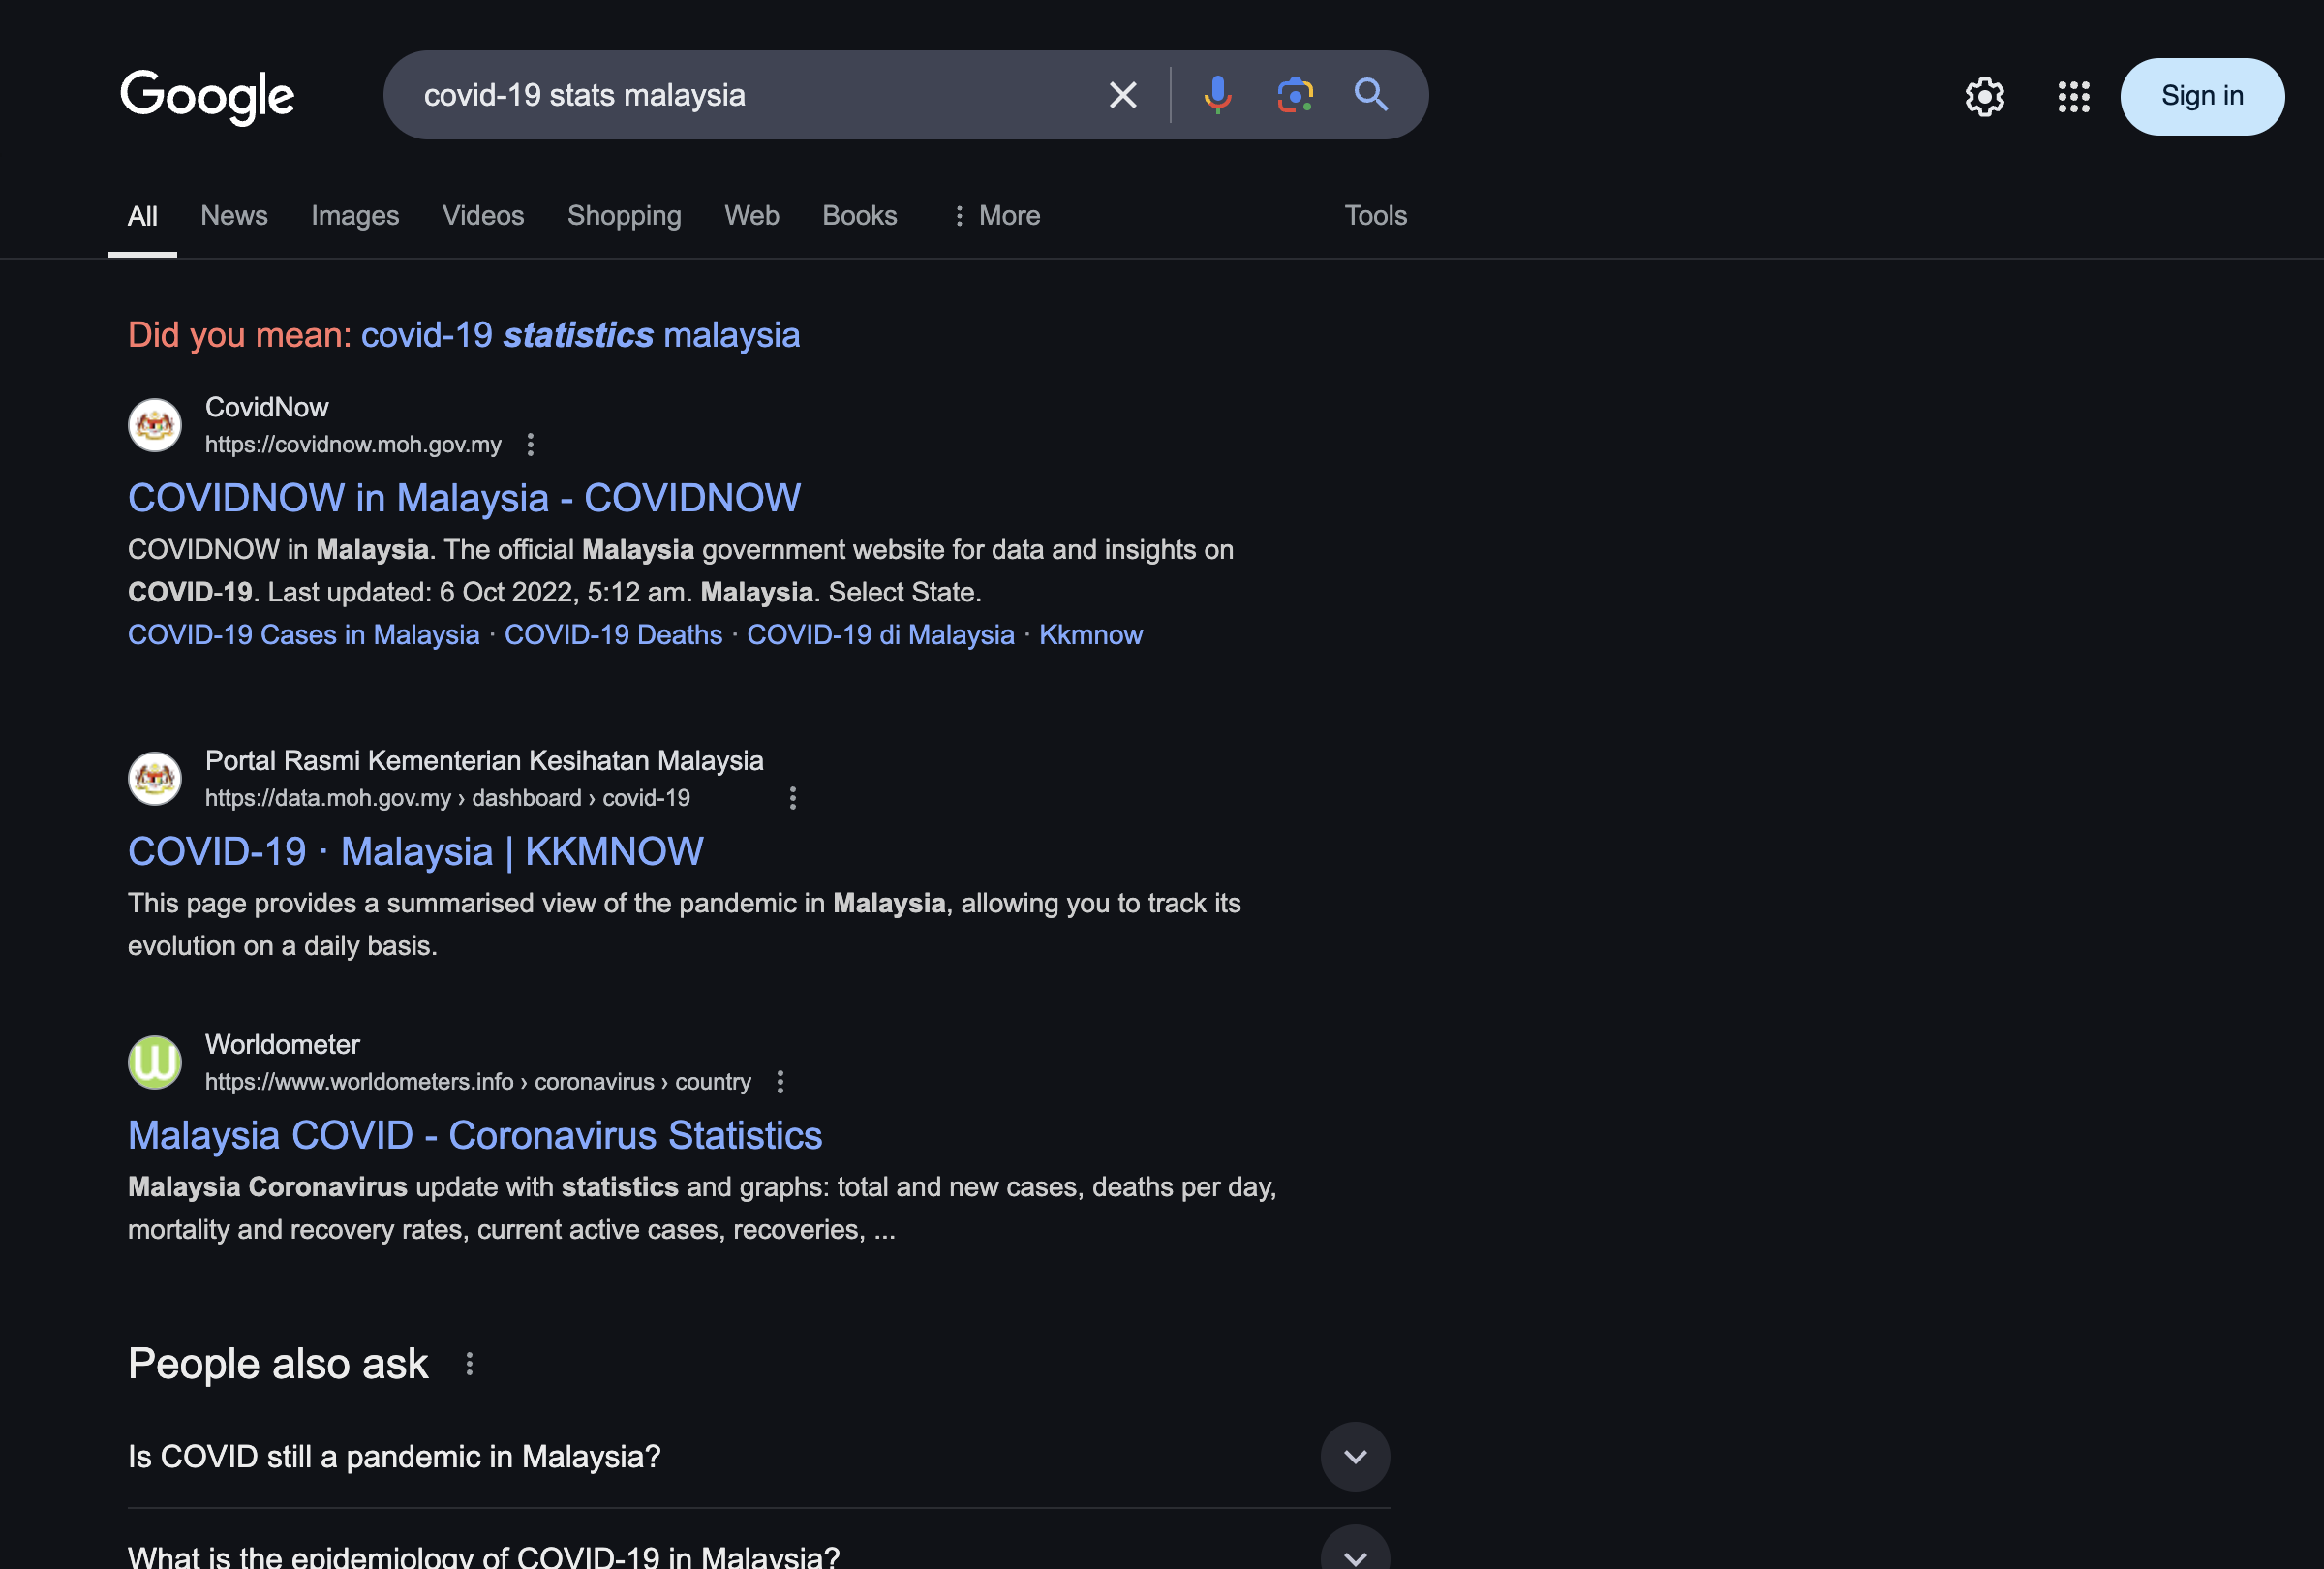 Google
covid-19 stats malaysia
Sign in
All News Images Videos Shopping Web Books More Tools
Did you mean: covid-19 statistics malaysia
CovidNow
https://covidnow.moh.gov.my
COVIDNOW in Malaysia - COVIDNOW
COVIDNOW in Malaysia. The official Malaysia government website for data and insights on
COVID-19. Last updated: 6 Oct 2022, 5:12 am. Malaysia. Select State.
COVID-19 Cases in Malaysia · COVID-19 Deaths · COVID-19 di Malaysia · Kkmnow
Portal Rasmi Kementerian Kesihatan Malaysia
https://data.moh.gov.my › dashboard › covid-19
COVID-19 · Malaysia | KKMNOW
This page provides a summarised view of the pandemic in Malaysia, allowing you to track its
evolution on a daily basis.
W
Worldometer
https://www.worldometers.info › coronavirus › country
Malaysia COVID - Coronavirus Statistics
Malaysia Coronavirus update with statistics and graphs: total and new cases, deaths per day,
mortality and recovery rates, current active cases, recoveries, ...
People also ask
Is COVID still a pandemic in Malaysia?
What is the epidemiology of COVID-19 in Malaysia?